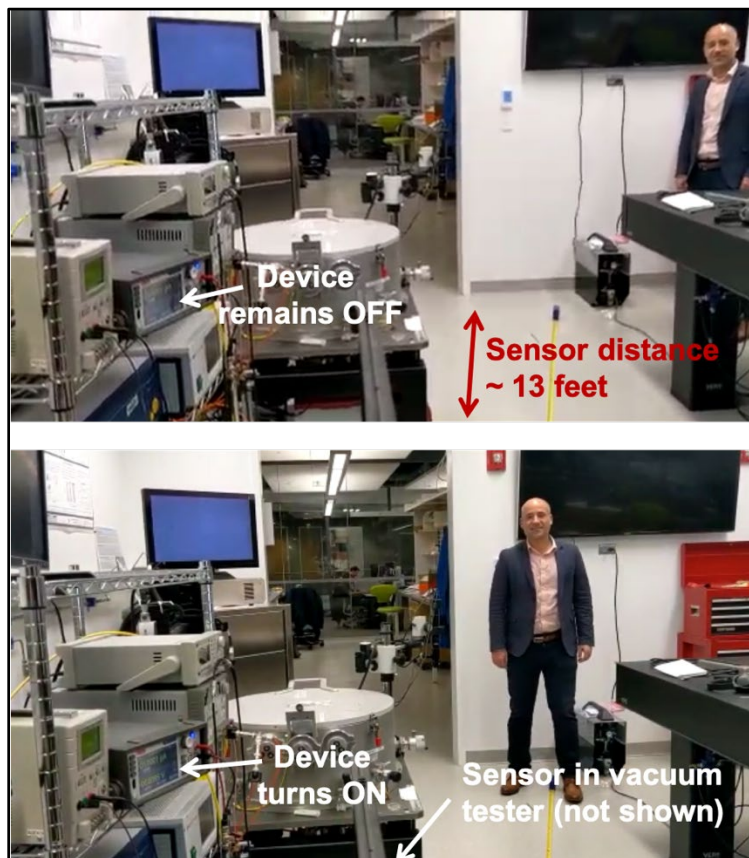 Device
remains OFF
Sensor distance
~ 13 feet
Device
turns ON
Sensor in vacuum
tester (not shown)